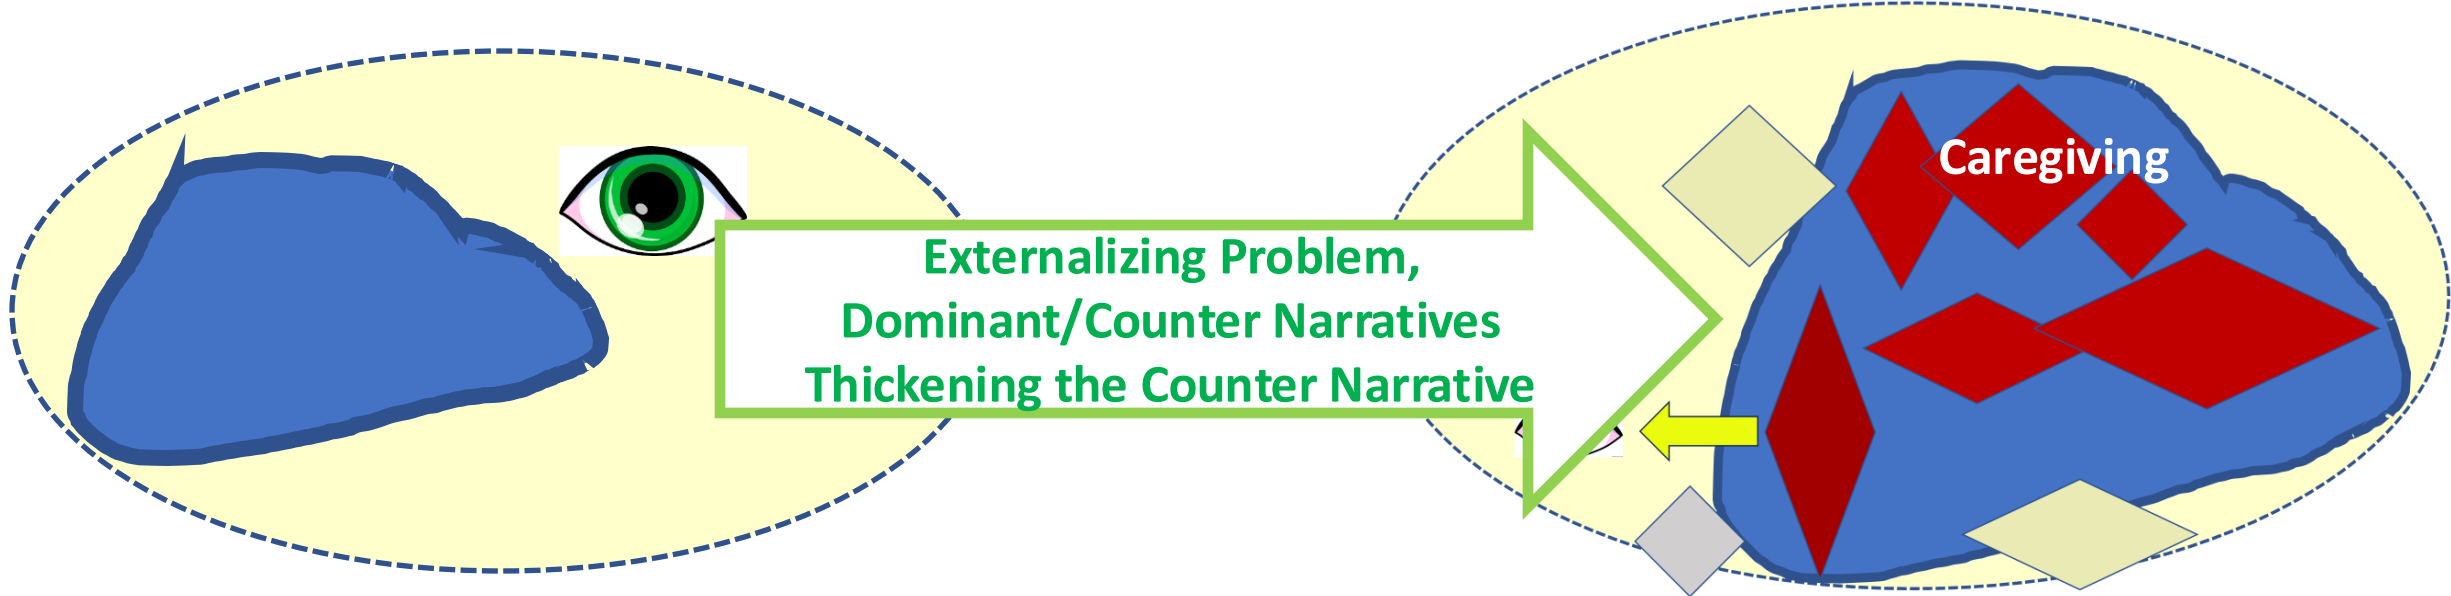 Caregiving
Externalizing Problem,
Dominant/Counter Narratives
Thickening the Counter Narrative